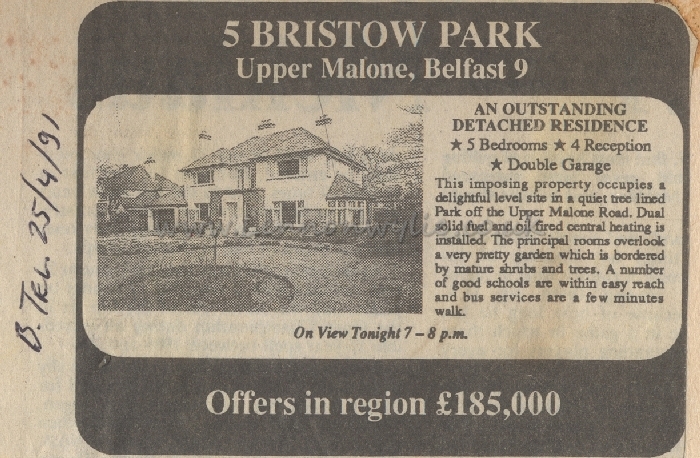 5 BRISTOW PARK
Upper Malone, Belfast 9
AN OUTSTANDING
DETACHED RESIDENCE
★ 5 Bedrooms ★ 4 Reception
★ Double Garage
This imposing property occupies a
delightful level site in a quiet tree lined
Park off the Upper Malone Road. Dual
solid fuel and oil fired central heating is
installed. The principal rooms overlook
a very pretty garden which is bordered
by mature shrubs and trees. A number
of good schools are within easy reach
and bus services are a few minutes
walk.
On View Tonight 7 – 8 p.m.
Offers in region £185,000
B. TEL. 25/4/91